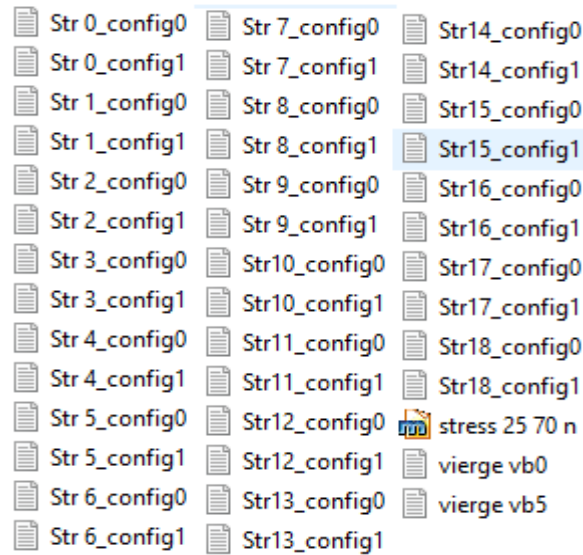 Str 0_config0
Str 0_config1
Str 1_config0
Str 1_config1
Str 2_config0
Str 2_config1
Str 3_config0
Str 3_config1
Str 4_config0
Str 4_config1
Str 5_config0
Str 5_config1
Str 6_config0
Str 6_config1
Str 7_config0
Str 7_config1
Str 8_config0
Str 8_config1
Str 9_config0
Str 9_config1
Str10_config0
Str10_config1
Str11_config0
Str11_config1
Str12_config0
Str12_config1
Str13_config0
Str13_config1
Str14_config0
Str14_config1
Str15_config0
Str15_config1
Str16_config0
Str16_config1
Str17_config0
Str17_config1
Str18_config0
Str18_config1
stress 25 70 n
vierge vb0
vierge vb5